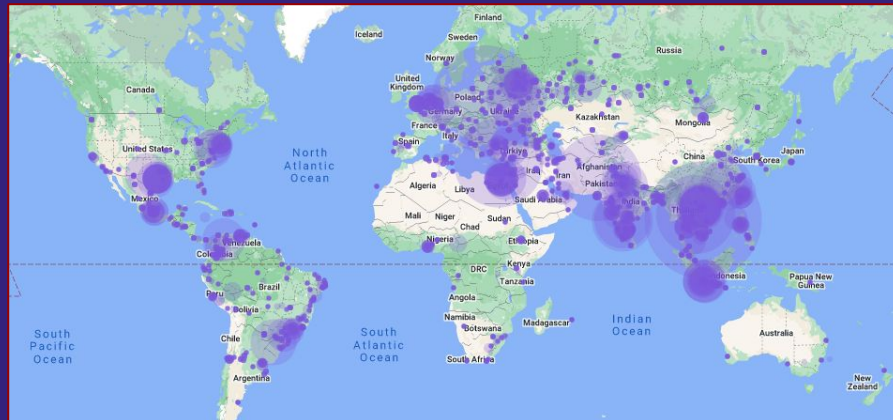 Finland
Iceland
Sweden
Russia
Norway
Canada
United
Kingdom
Poland
Germany
Ukraine
France
Italy
Kazakhstan
Mongolia
Spain
Türkiye
United States
North
Atlantic
Ocean
China
Japan
South Korea
Afghanistan
Iraq
Iran
Pakistan
Algeria
Libya
Saudi Arabia
India
Mexico
Mali
Niger
Sudan
Chad
Nigeria
Ethiopia
Venezuela
Colombia
Kenya
DRC
Indonesia
Papua New
Guinea
Tanzania
Brazil
Peru
Angola
Bolivia
Namibia
Botswana
Madagascar
Indian
Ocean
Australia
South
Pacific
Ocean
Chile
South
Atlantic
Ocean
South Africa
Argentina
New
Zealand